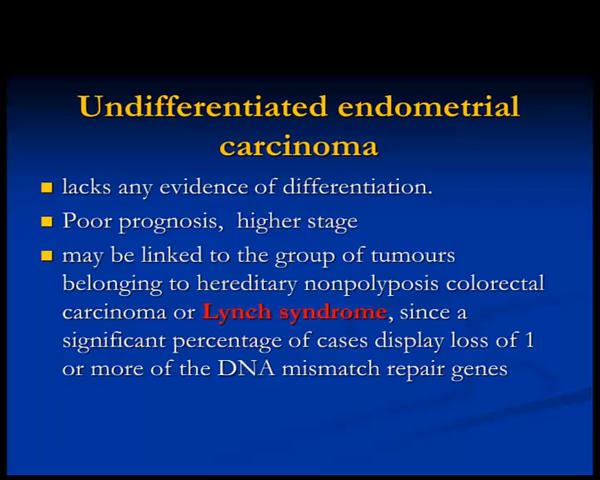 Undifferentiated endometrial
carcinoma
lacks any evidence of differentiation.
Poor prognosis, higher stage
may be linked to the group of tumours
belonging to hereditary nonpolyposis colorectal
carcinoma or Lynch syndrome, since a
significant percentage of cases display loss of 1
or more of the DNA mismatch repair genes